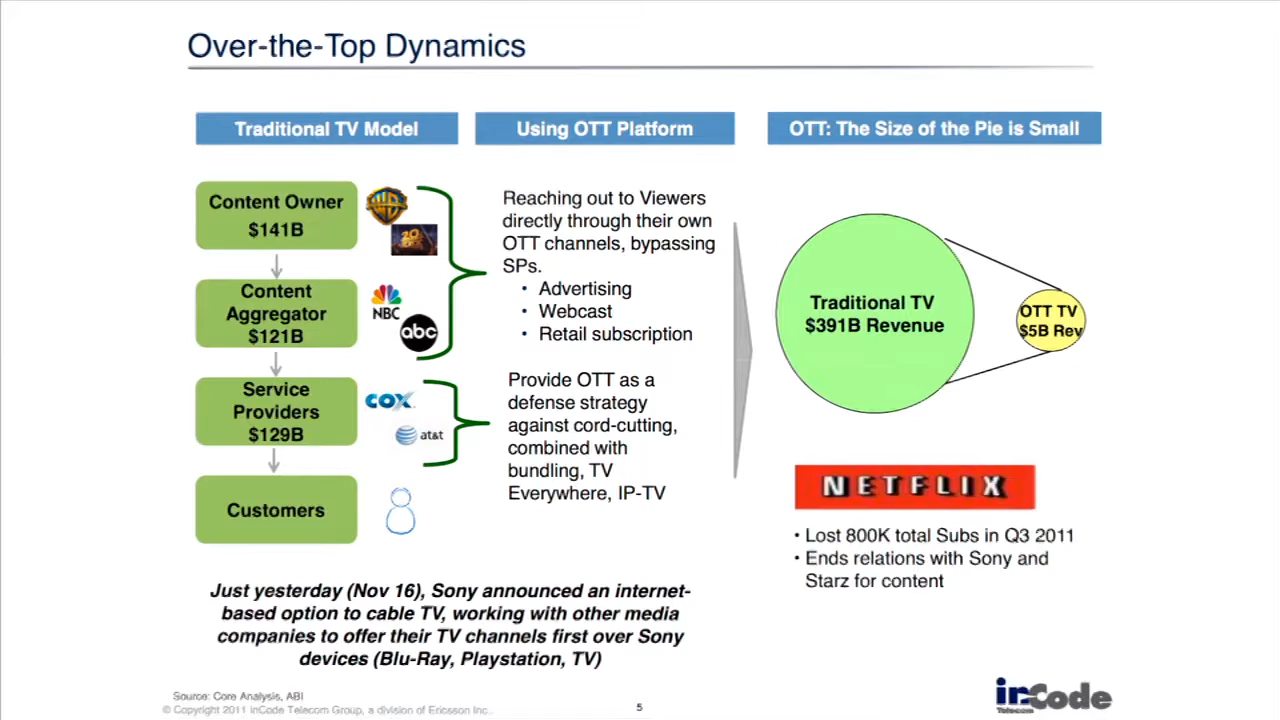 Over-the-Top Dynamics
Traditional TV Model
Using OTT Platform
OTT: The Size of the Pie is Small
Content Owner
$141B
Content
Aggregator
$121B
NBC
abc
Service
Providers
$129B
COX
at&t
Customers
Reaching out to Viewers
directly through their own
OTT channels, bypassing
SPs.
• Advertising
• Webcast
• Retail subscription
Provide OTT as a
defense strategy
against cord-cutting,
combined with
bundling, TV
Everywhere, IP-TV
Traditional TV
$391B Revenue
OTT TV
$5B Rev
NETFLIX
• Lost 800K total Subs in Q3 2011
• Ends relations with Sony and
Starz for content
Just yesterday (Nov 16), Sony announced an internet-
based option to cable TV, working with other media
companies to offer their TV channels first over Sony
devices (Blu-Ray, Playstation, TV)
Source: Core Analysis, ABI
© Copyright 2011 inCode Telecom Group, a division of Ericsson Inc..
5
inCode
Telecom